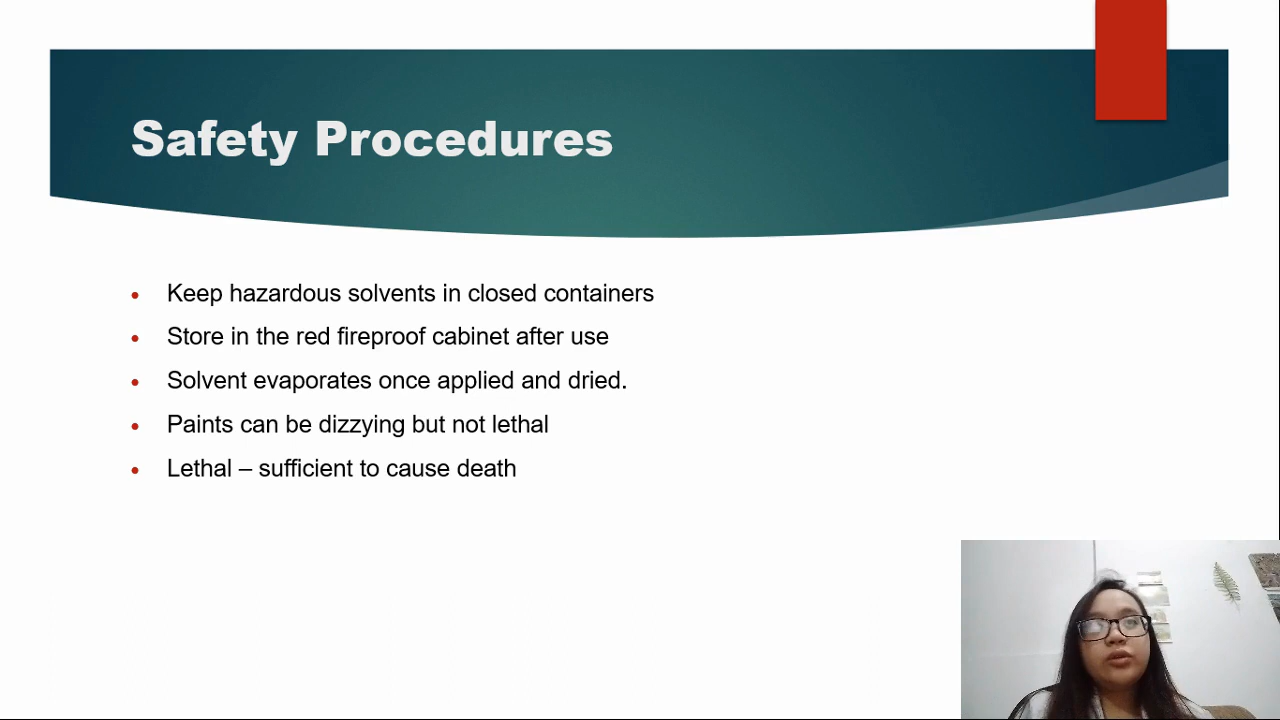 Safety Procedures
• Keep hazardous solvents in closed containers
• Store in the red fireproof cabinet after use
• Solvent evaporates once applied and dried.
• Paints can be dizzying but not lethal
• Lethal – sufficient to cause death